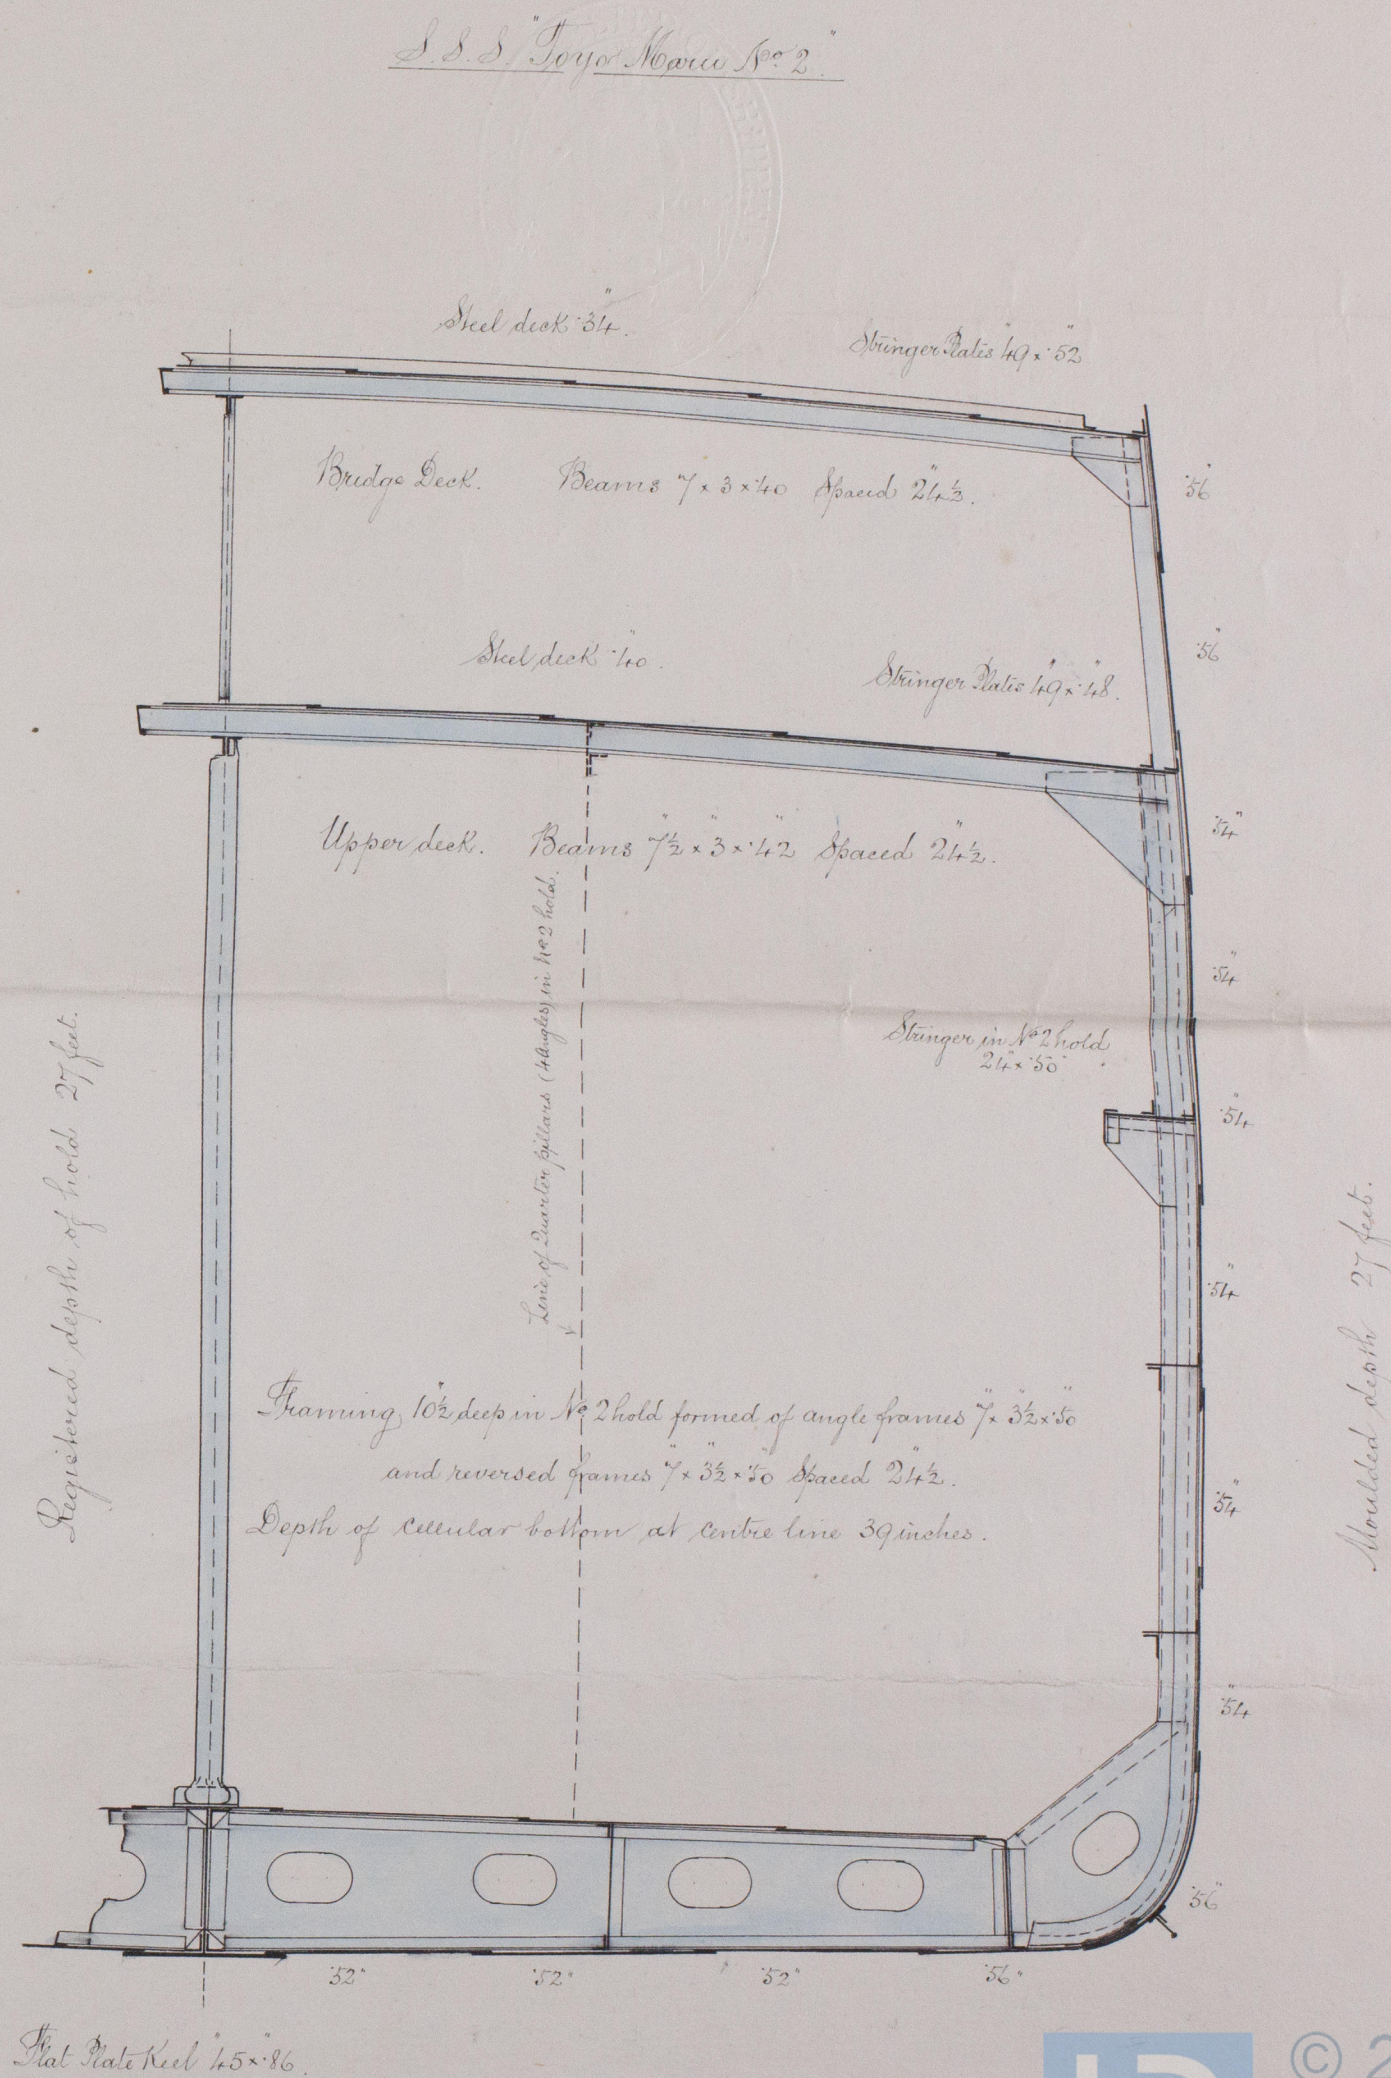 S.S.S. "Toyo Maru No. 2."
Steel deck ·34".
Stringer Plates 49" × ·52"
Bridge Deck. Beams 7" × 3" × ·40 Spaced 24½".
·56"
·56"
Steel deck ·40".
Stringer Plates 49" × ·48".
Upper deck. Beams 7½" × 3" × ·42" Spaced 24½".
·54"
·54"
Line of Quarter pillars (4 angles) in No. 2 hold.
Stringer in No. 2 hold
24" × ·50"
·54"
·54"
Registered depth of hold 27 feet.
Moulded depth 27 feet.
Framing 10½" deep in No. 2 hold formed of angle frames 7" × 3½" × ·50"
and reversed frames 7" × 3½" × ·50" Spaced 24½".
Depth of cellular bottom at centre line 39 inches.
·54"
·54"
·56"
·52"
·52"
·52"
·56"
Flat Plate Keel 45" × ·86".
© 2